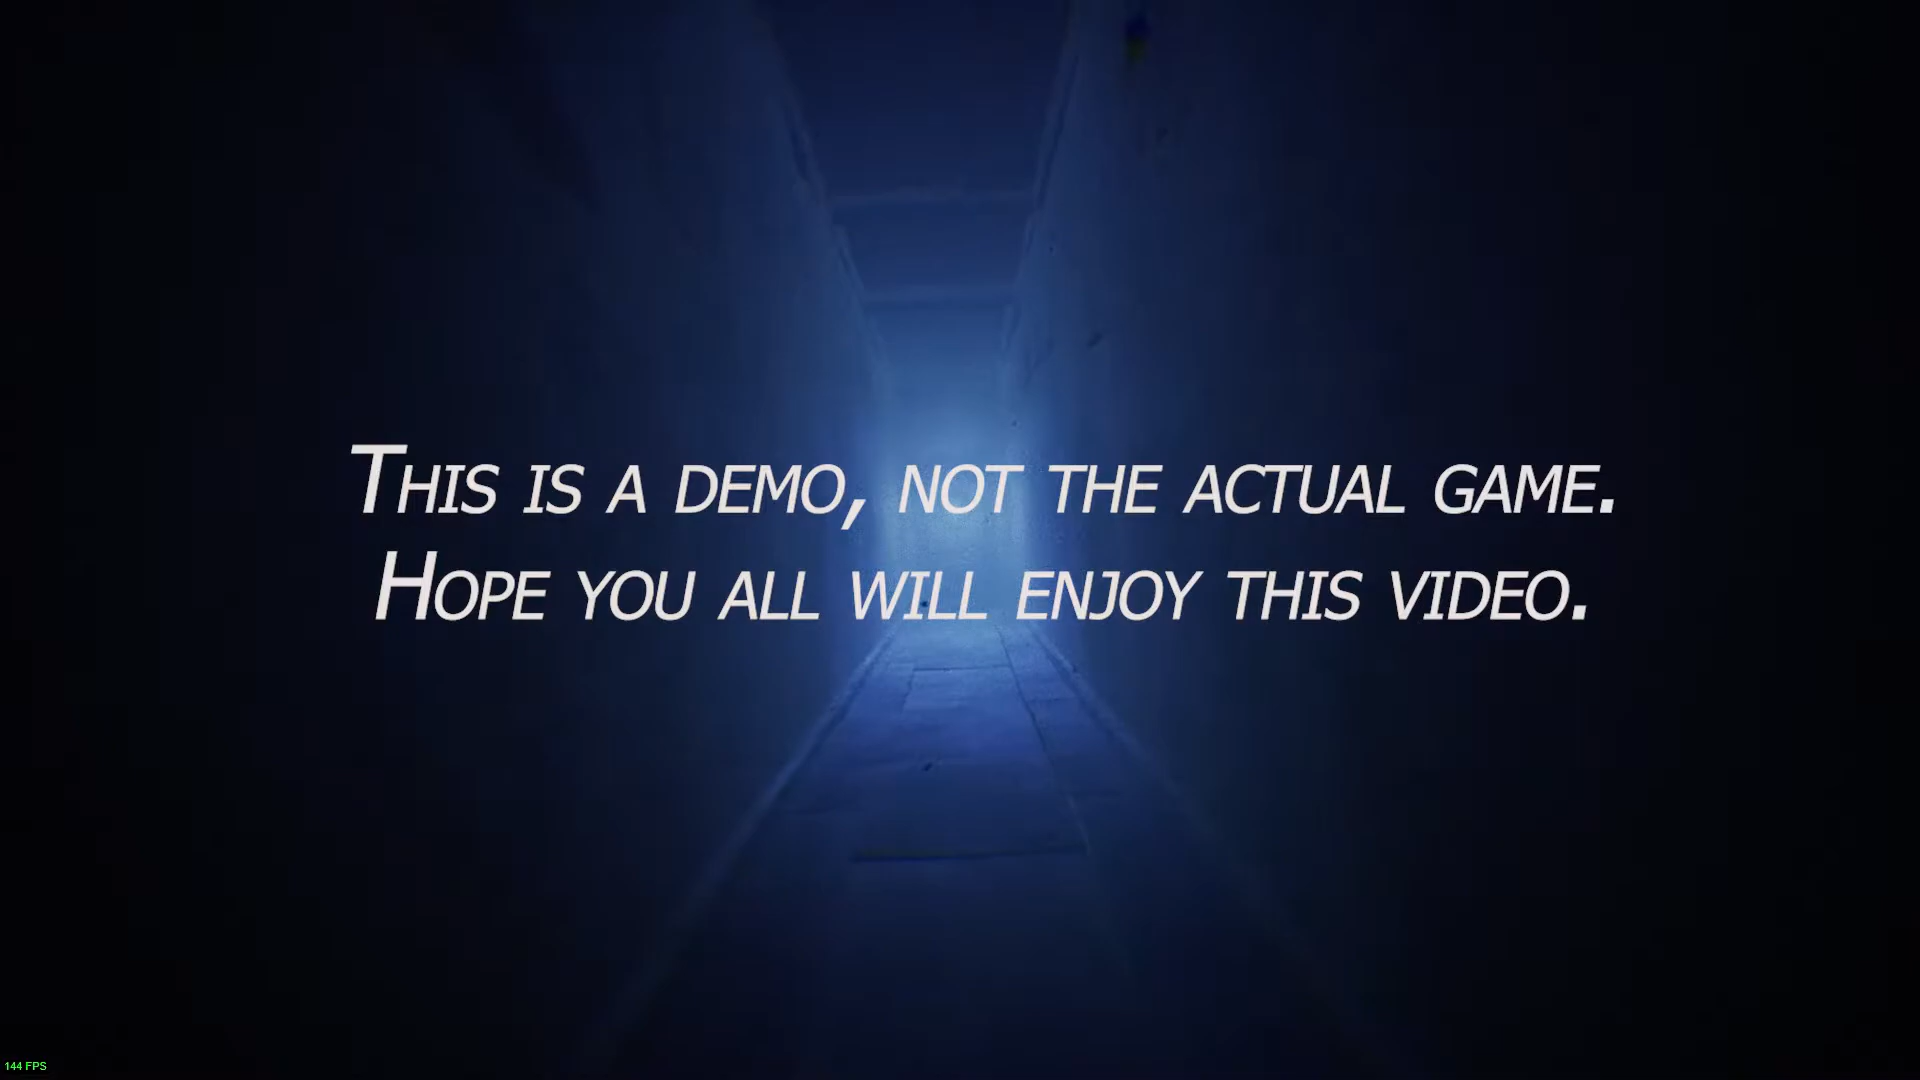 This is a demo, not the actual game.
Hope you all will enjoy this video.
144 FPS